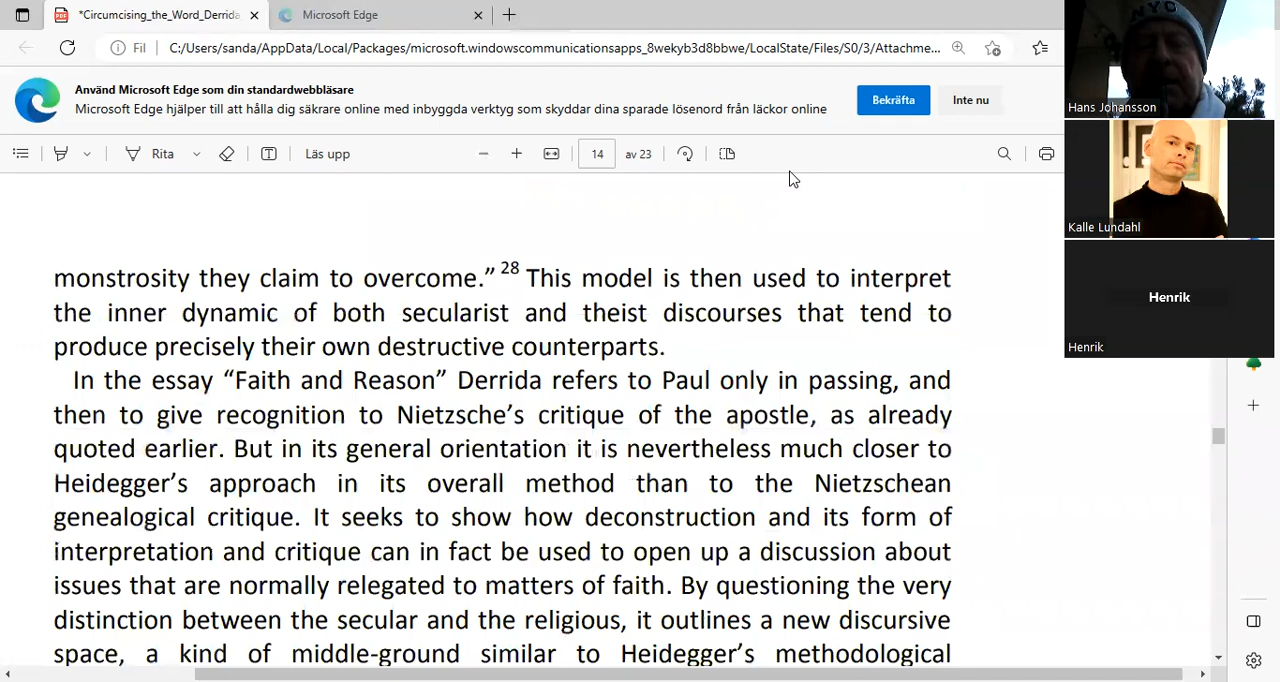 *Circumcising_the_Word_Derrida
Microsoft Edge
Fil
C:/Users/sanda/AppData/Local/Packages/microsoft.windowscommunicationsapps_8wekyb3d8bbwe/LocalState/Files/S0/3/Attachme...
Använd Microsoft Edge som din standardwebbläsare
Microsoft Edge hjälper till att hålla dig säkrare online med inbyggda verktyg som skyddar dina sparade lösenord från läckor online
Bekräfta
Inte nu
Rita
Läs upp
14
av 23
monstrosity they claim to overcome.” 28 This model is then used to interpret
the inner dynamic of both secularist and theist discourses that tend to
produce precisely their own destructive counterparts.
In the essay “Faith and Reason” Derrida refers to Paul only in passing, and
then to give recognition to Nietzsche’s critique of the apostle, as already
quoted earlier. But in its general orientation it is nevertheless much closer to
Heidegger’s approach in its overall method than to the Nietzschean
genealogical critique. It seeks to show how deconstruction and its form of
interpretation and critique can in fact be used to open up a discussion about
issues that are normally relegated to matters of faith. By questioning the very
distinction between the secular and the religious, it outlines a new discursive
space, a kind of middle-ground similar to Heidegger’s methodological
NYC
Hans Johansson
Kalle Lundahl
Henrik
Henrik